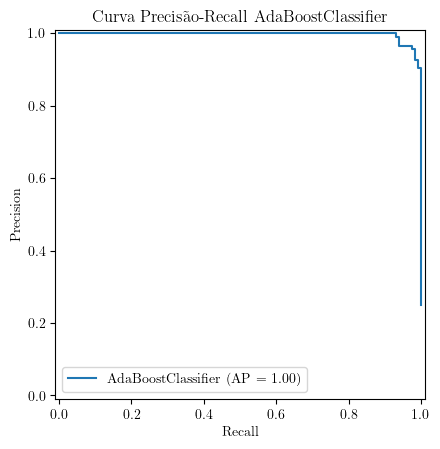 Curva Precisão-Recall AdaBoostClassifier
1.0
0.8
0.6
0.4
0.2
0.0
Precision
AdaBoostClassifier (AP = 1.00)
0.0 0.2 0.4 0.6 0.8 1.0
Recall